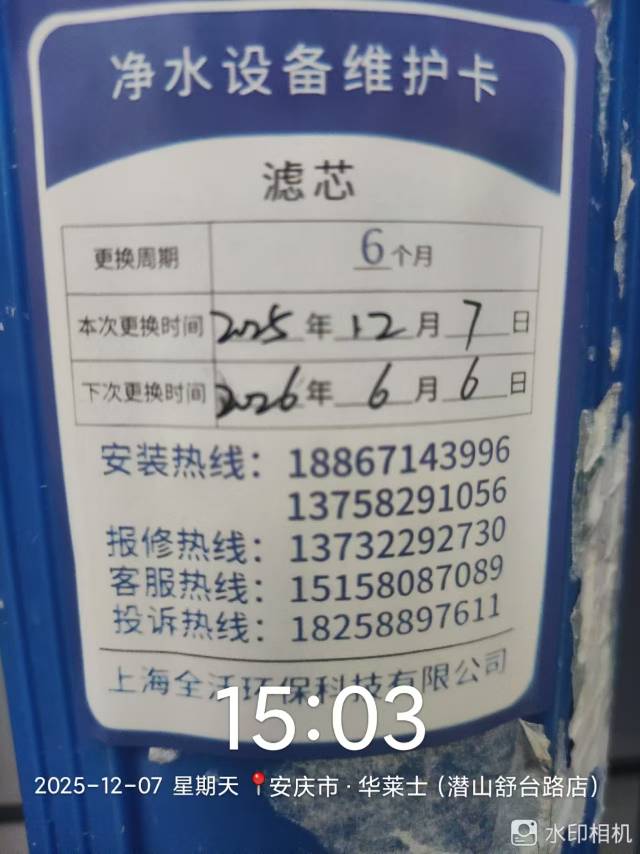 净水设备维护卡
滤芯
更换周期 6个月
本次更换时间 2025年12月7日
下次更换时间 2026年6月6日
安装热线：18867143996
13758291056
报修热线：13732292730
客服热线：15158087089
投诉热线：18258897611
上海全沃环保科技有限公司
15:03
2025-12-07 星期天 安庆市·华莱士（潜山舒台路店）
水印相机